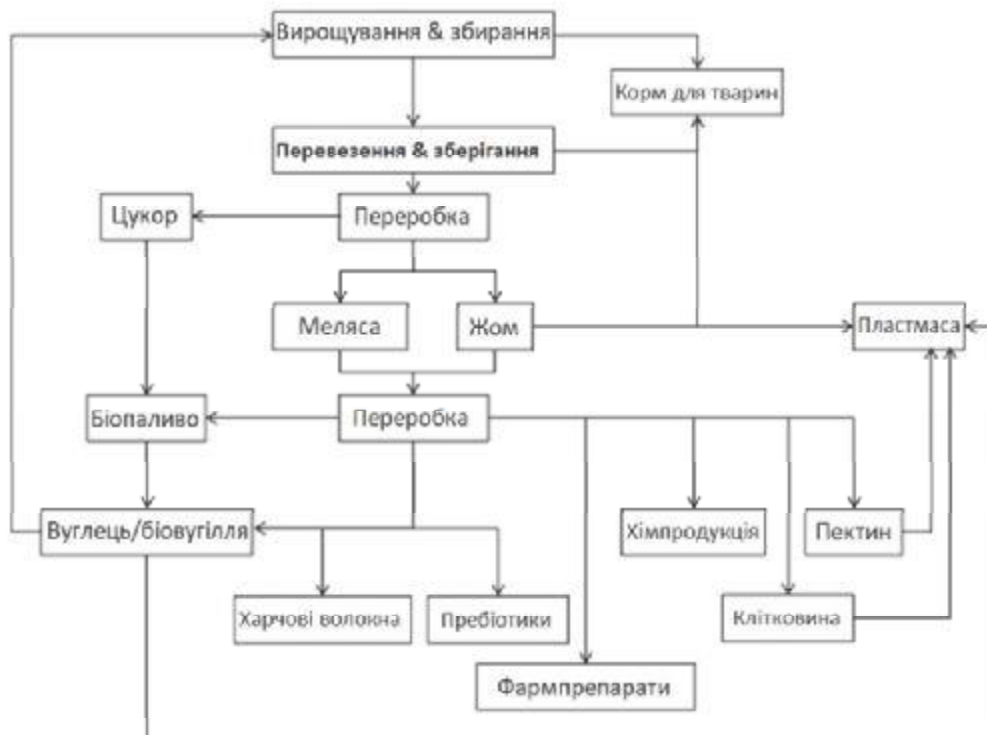 Вирощування & збирання
Корм для тварин
Перевезення & зберігання
Цукор
Переробка
Меляса
Жом
Пластмаса
Біопаливо
Переробка
Вуглець/біовугілля
Хімпродукція
Пектин
Харчові волокна
Пребіотики
Клітковина
Фармпрепарати